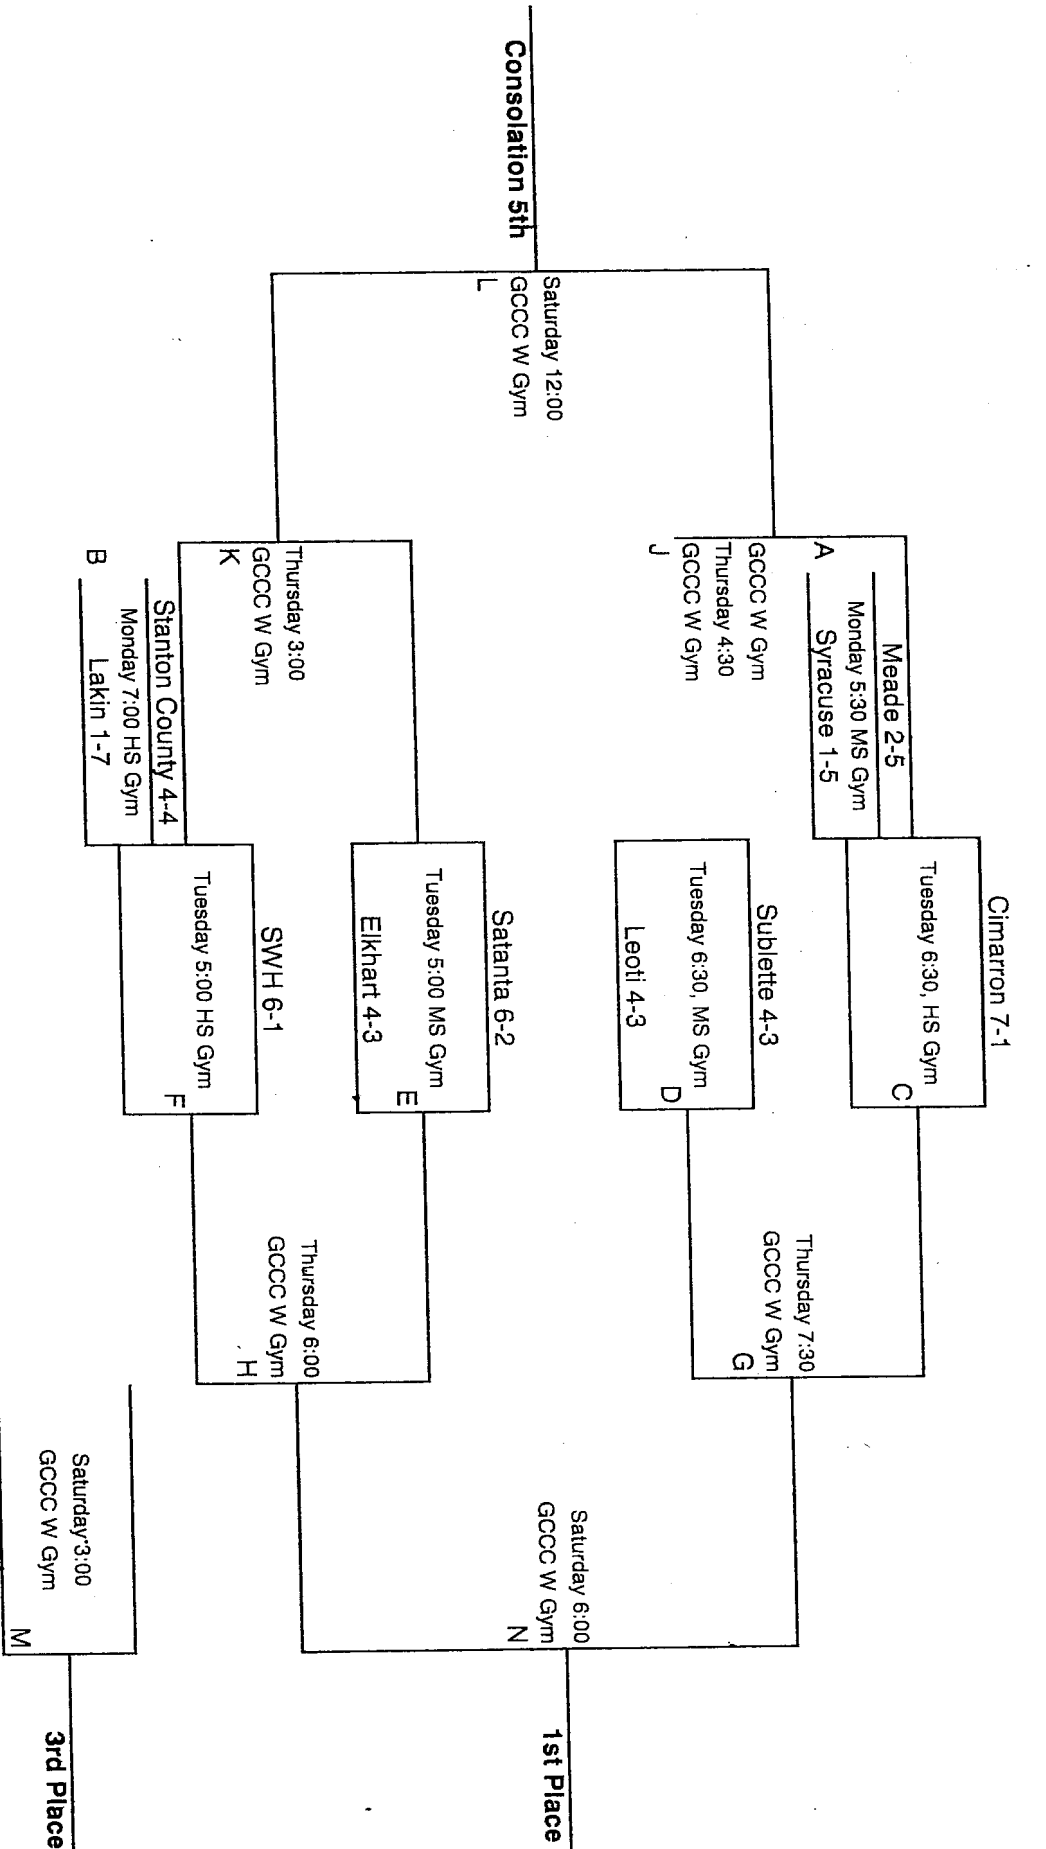 Cimarron 7-1
Tuesday 6:30, HS Gym
C
Meade 2-5
Monday 5:30 MS Gym
Syracuse 1-5
A
GCCC W Gym
Thursday 4:30
GCCC W Gym
J
Thursday 7:30
GCCC W Gym
G
Sublette 4-3
Tuesday 6:30, MS Gym
Leoti 4-3
D
Saturday 12:00
GCCC W Gym
L
Consolation 5th
Saturday 6:00
GCCC W Gym
N
1st Place
Satanta 6-2
Tuesday 5:00 MS Gym
E
Elkhart 4-3
Thursday 3:00
GCCC W Gym
K
Thursday 6:00
GCCC W Gym
H
SWH 6-1
Tuesday 5:00 HS Gym
F
Stanton County 4-4
Monday 7:00 HS Gym
Lakin 1-7
B
Saturday 3:00
GCCC W Gym
M
3rd Place